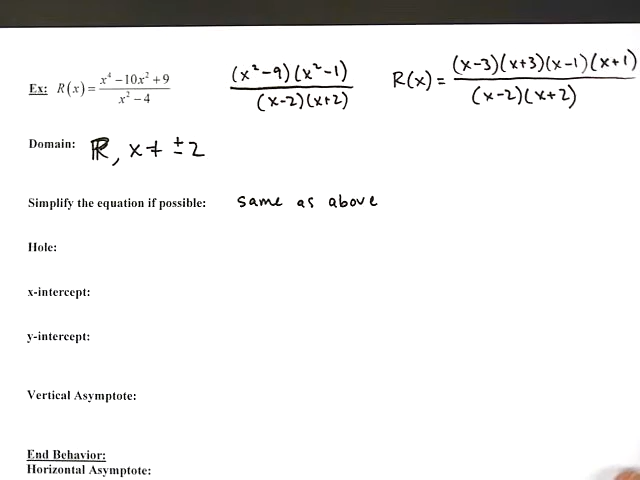 Ex: R(x) = (x⁴ − 10x² + 9)/(x² − 4)   (x²−9)(x²−1)/((x−2)(x+2))   R(x) = (x−3)(x+3)(x−1)(x+1)/((x−2)(x+2))
Domain: ℝ, x ≠ ±2
Simplify the equation if possible: same as above
Hole:
x-intercept:
y-intercept:
Vertical Asymptote:
End Behavior:
Horizontal Asymptote: